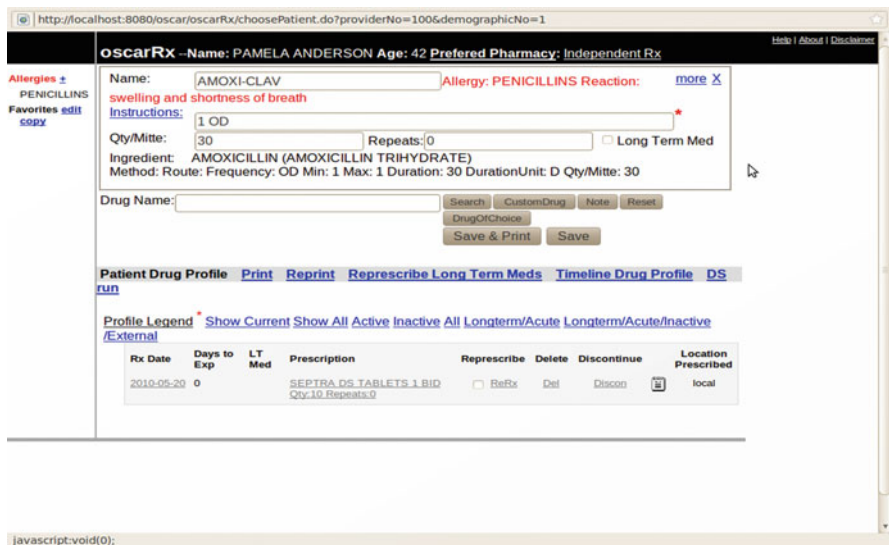 http://localhost:8080/oscar/oscarRx/choosePatient.do?providerNo=100&demographicNo=1
Help | About | Disclaimer
oscarRx --Name: PAMELA ANDERSON Age: 42 Prefered Pharmacy: Independent Rx
Allergies +
PENICILLINS
Favorites edit
copy
Name: AMOXI-CLAV Allergy: PENICILLINS Reaction: more X
swelling and shortness of breath
Instructions: *
1 OD
Qty/Mitte: 30 Repeats: 0 Long Term Med
Ingredient: AMOXICILLIN (AMOXICILLIN TRIHYDRATE)
Method: Route: Frequency: OD Min: 1 Max: 1 Duration: 30 DurationUnit: D Qty/Mitte: 30
Drug Name: Search CustomDrug Note Reset
DrugOfChoice
Save & Print Save
Patient Drug Profile Print Reprint Represcribe Long Term Meds Timeline Drug Profile DS
run
Profile Legend * Show Current Show All Active Inactive All Longterm/Acute Longterm/Acute/Inactive
/External
Rx Date Days to Exp LT Med Prescription Represcribe Delete Discontinue Location Prescribed
2010-05-20 0 SEPTRA DS TABLETS 1 BID ReRx Del Discon local
Qty:10 Repeats:0
javascript:void(0);